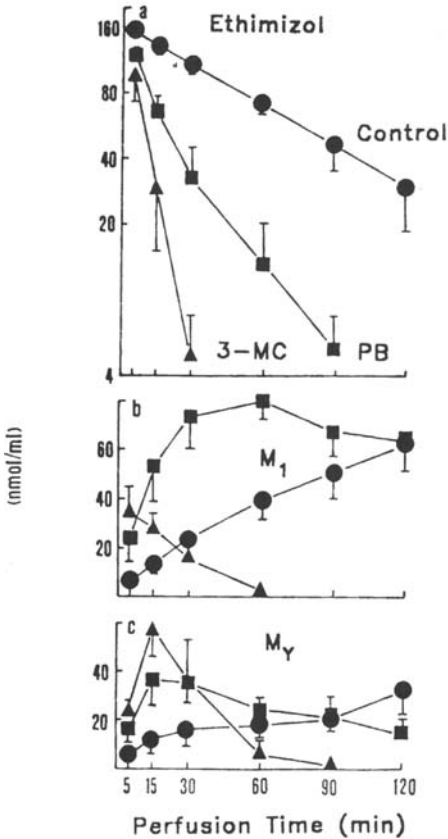 a
Ethimizol
160
80
Control
40
20
3-MC
PB
4
b
60
M1
40
20
(nmol/ml)
c
MY
40
20
5 15 30 60 90 120
Perfusion Time (min)